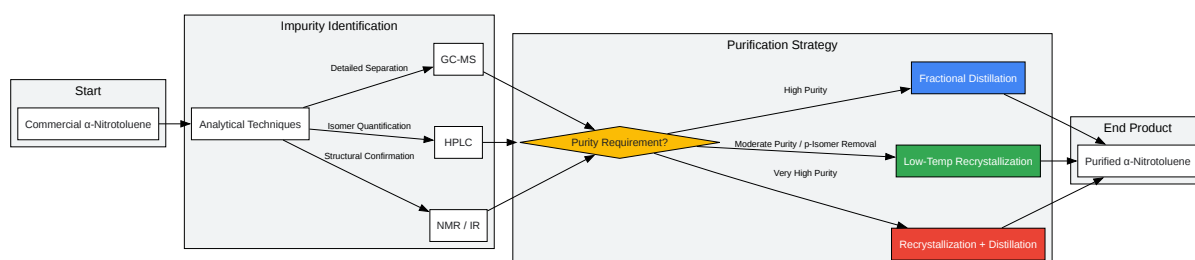 Start
Commercial α-Nitrotoluene
Impurity Identification
Analytical Techniques
Detailed Separation
Isomer Quantification
Structural Confirmation
GC-MS
HPLC
NMR / IR
Purification Strategy
Purity Requirement?
High Purity
Moderate Purity / p-Isomer Removal
Very High Purity
Fractional Distillation
Low-Temp Recrystallization
Recrystallization + Distillation
End Product
Purified α-Nitrotoluene